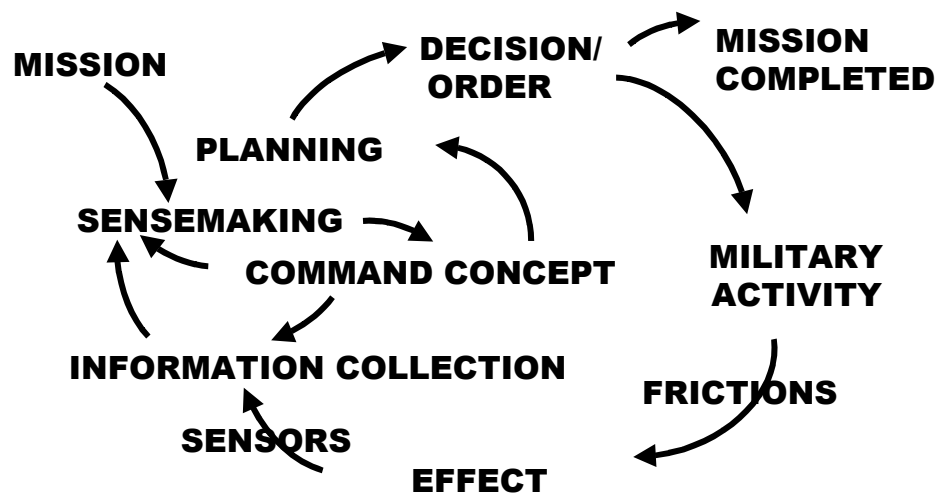 MISSION
DECISION/
ORDER
MISSION
COMPLETED
PLANNING
SENSEMAKING
COMMAND CONCEPT
MILITARY
ACTIVITY
INFORMATION COLLECTION
FRICTIONS
SENSORS
EFFECT